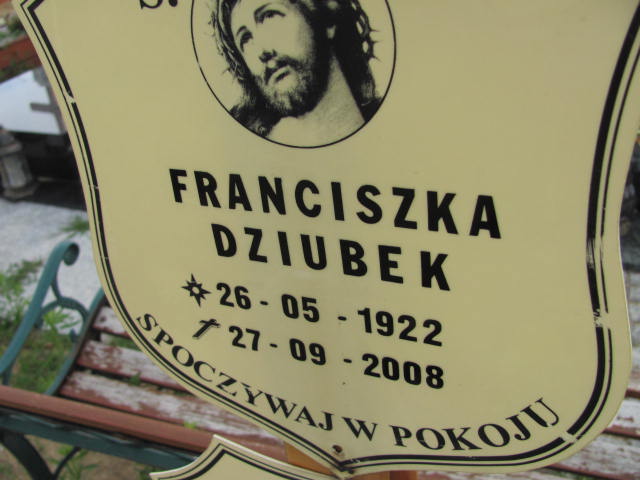 Ś.
FRANCISZKA
DZIUBEK
26 - 05 - 1922
27 - 09 - 2008
SPOCZYWAJ W POKOJU